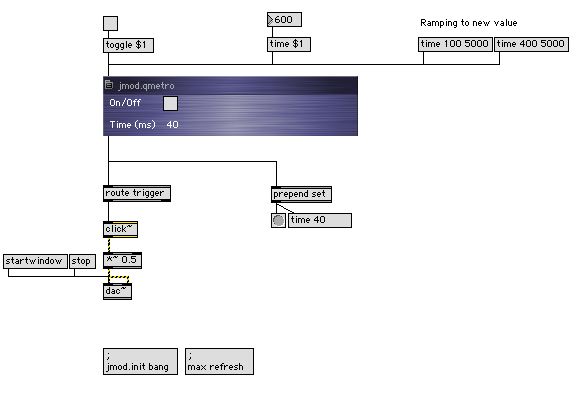 600
Ramping to new value
toggle $1
time $1
time 100 5000
time 400 5000
jmod.qmetro
On/Off
Time (ms) 40
route trigger
prepend set
time 40
click~
startwindow
stop
*~ 0.5
dac~
;
jmod.init bang
;
max refresh